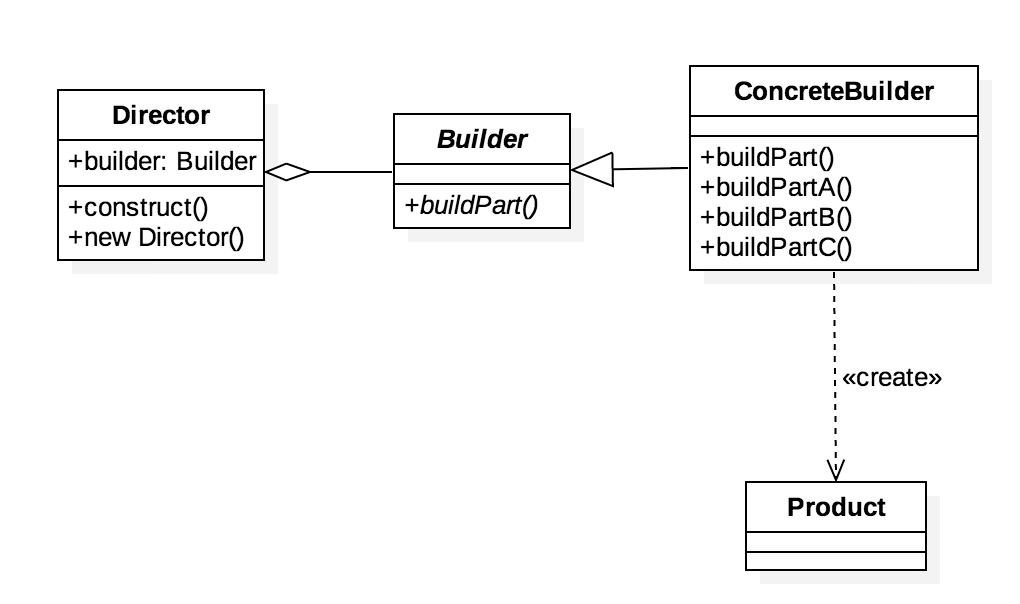 Director
+builder: Builder
+construct()
+new Director()
Builder
+buildPart()
ConcreteBuilder
+buildPart()
+buildPartA()
+buildPartB()
+buildPartC()
«create»
Product